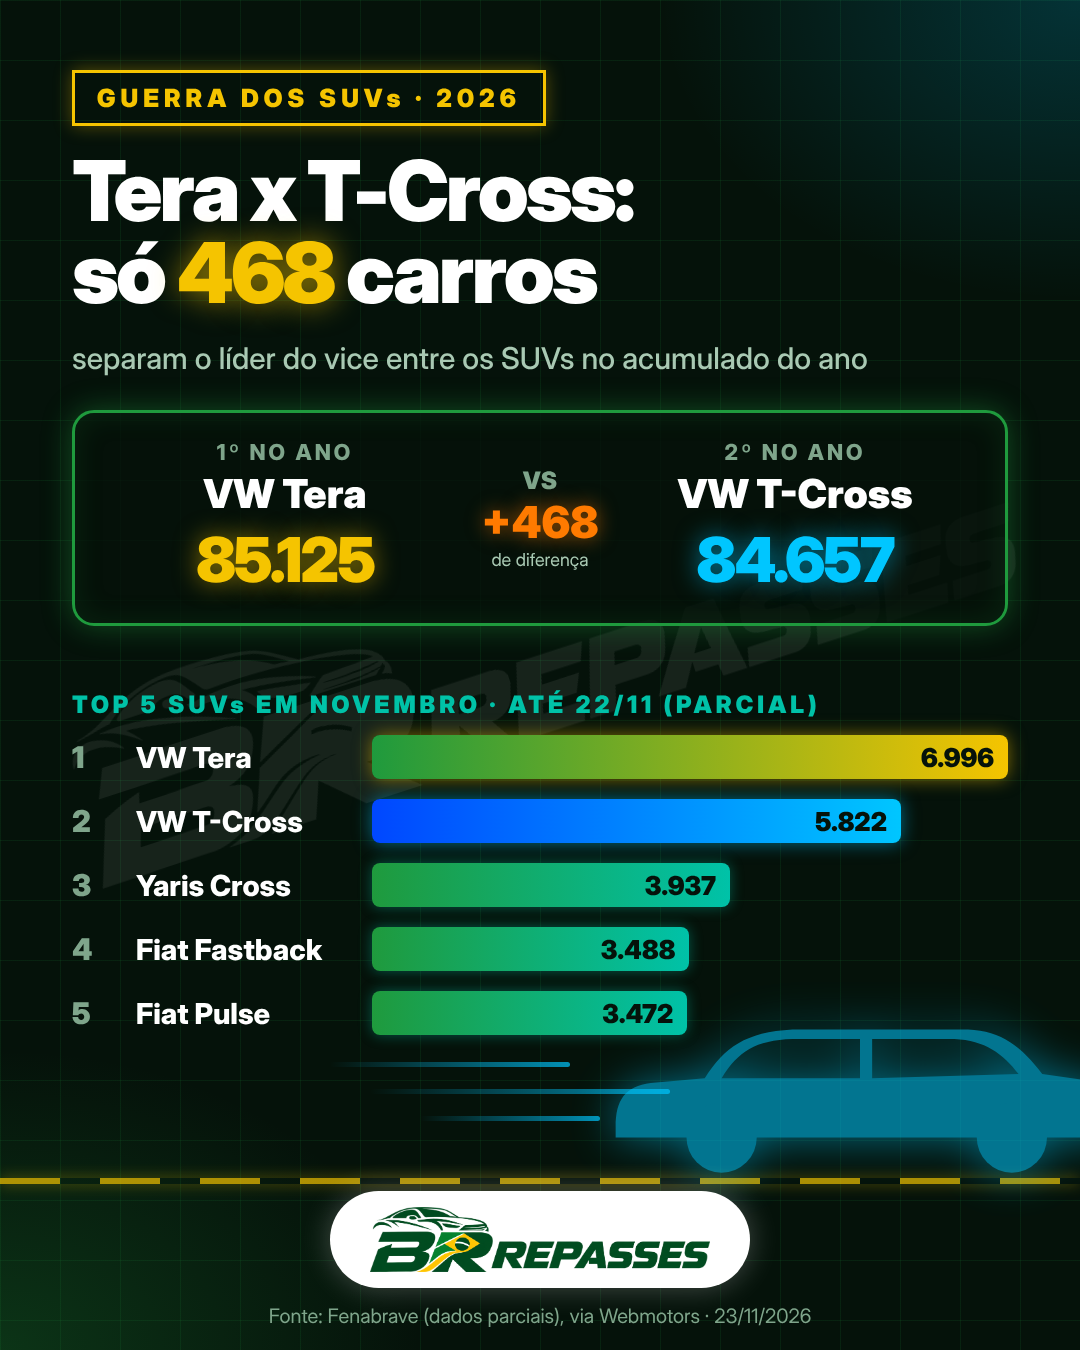 GUERRA DOS SUVs · 2026
Tera x T-Cross:
só 468 carros
separam o líder do vice entre os SUVs no acumulado do ano
1º NO ANO
VW Tera
85.125
VS
+468
de diferença
2º NO ANO
VW T-Cross
84.657
BR REPASSES
TOP 5 SUVs EM NOVEMBRO · ATÉ 22/11 (PARCIAL)
1 VW Tera 6.996
2 VW T-Cross 5.822
3 Yaris Cross 3.937
4 Fiat Fastback 3.488
5 Fiat Pulse 3.472
BR REPASSES
Fonte: Fenabrave (dados parciais), via Webmotors · 23/11/2026